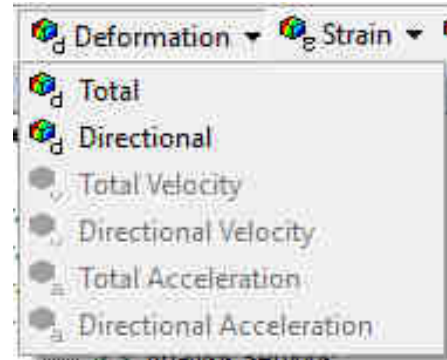 Deformation Strain
Total
Directional
Total Velocity
Directional Velocity
Total Acceleration
Directional Acceleration